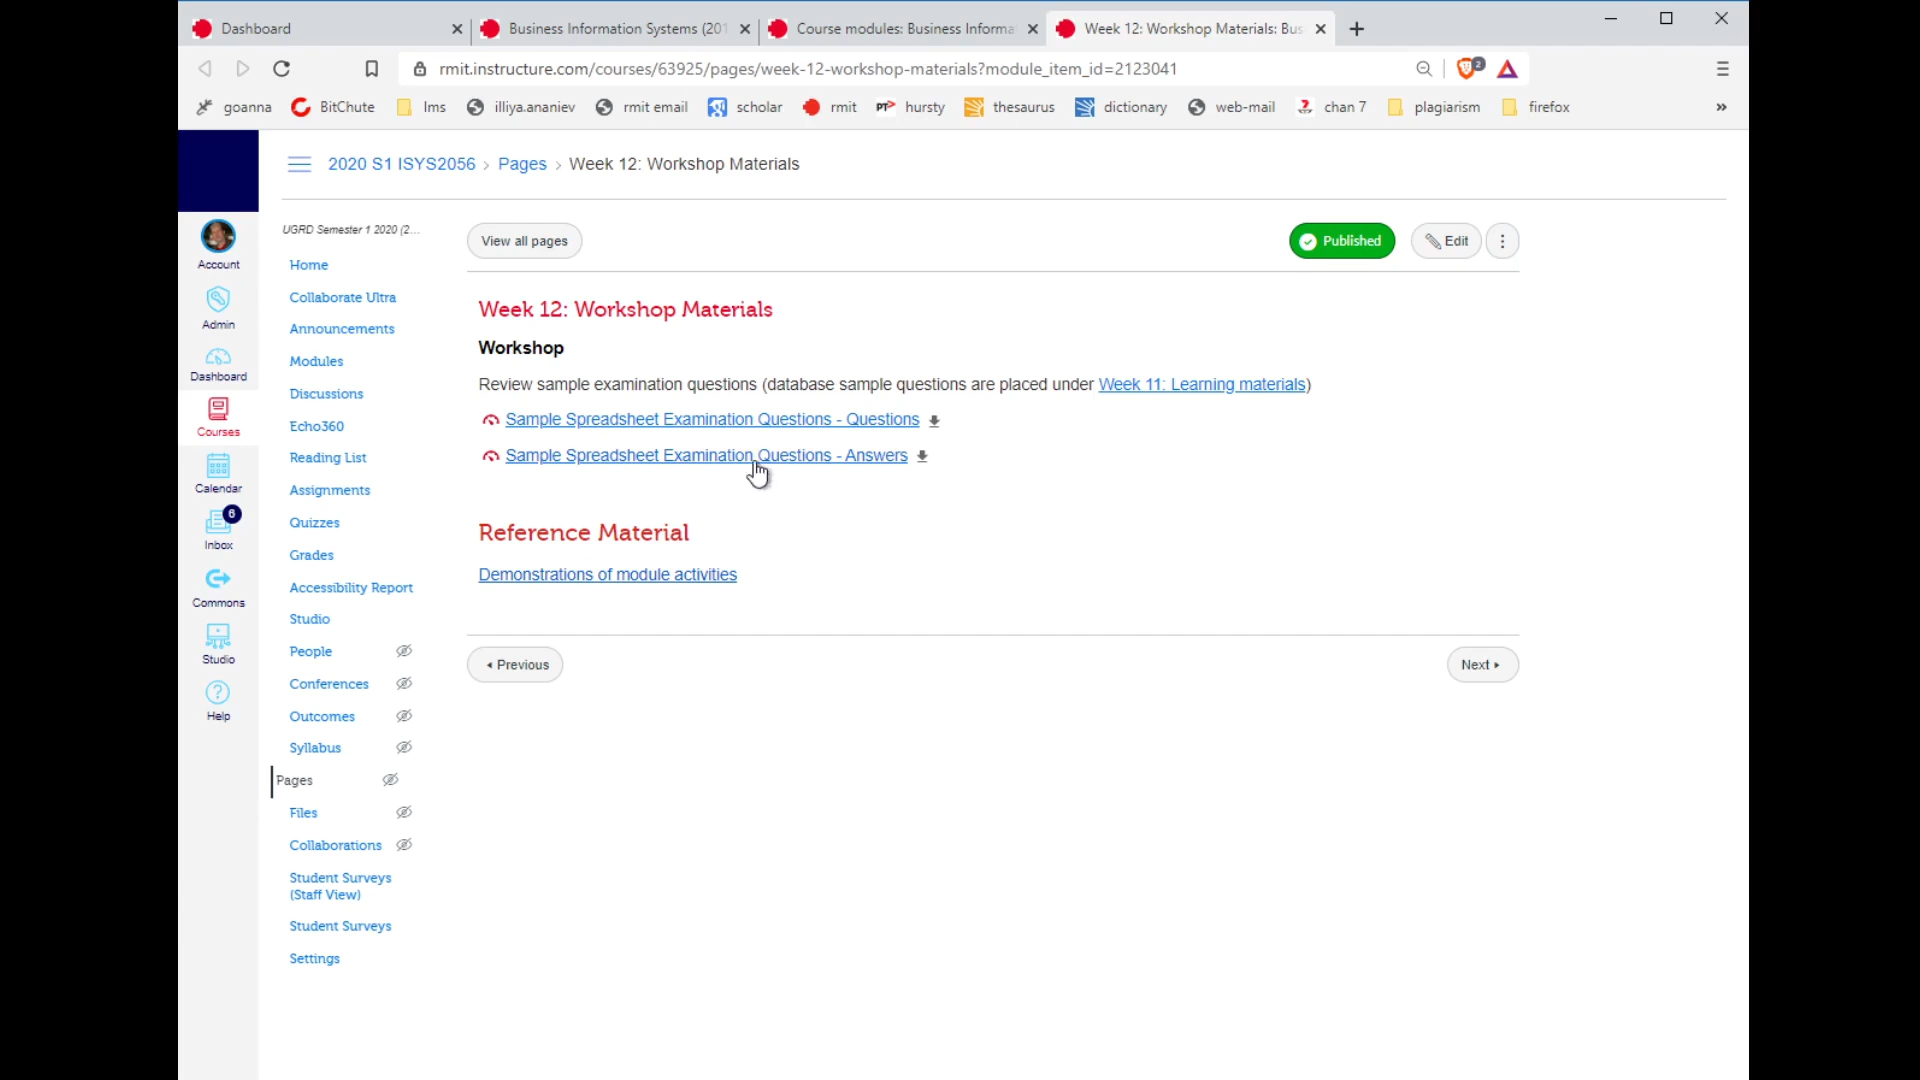 Dashboard
Business Information Systems (201
Course modules: Business Informa
Week 12: Workshop Materials: Bus
rmit.instructure.com/courses/63925/pages/week-12-workshop-materials?module_item_id=2123041
2
goanna
BitChute
lms
illiya.ananiev
rmit email
scholar
rmit
PT>
hursty
thesaurus
dictionary
web-mail
chan 7
plagiarism
firefox
»
2020 S1 ISYS2056 › Pages › Week 12: Workshop Materials
Account
Admin
Dashboard
Courses
Calendar
6
Inbox
Commons
Studio
Help
UGRD Semester 1 2020 (2...
Home
Collaborate Ultra
Announcements
Modules
Discussions
Echo360
Reading List
Assignments
Quizzes
Grades
Accessibility Report
Studio
People
Conferences
Outcomes
Syllabus
Pages
Files
Collaborations
Student Surveys
(Staff View)
Student Surveys
Settings
View all pages
Published
Edit
Week 12: Workshop Materials
Workshop
Review sample examination questions (database sample questions are placed under Week 11: Learning materials)
Sample Spreadsheet Examination Questions - Questions
Sample Spreadsheet Examination Questions - Answers
Reference Material
Demonstrations of module activities
Previous
Next